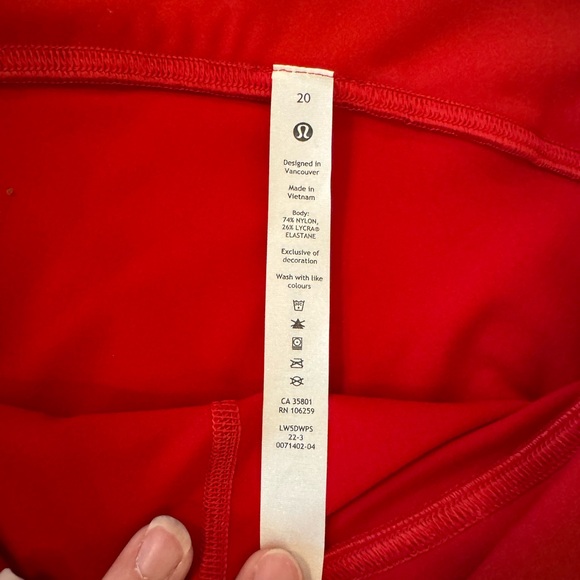 20
Designed in
Vancouver
Made in
Vietnam
Body:
74% NYLON,
26% LYCRA®
ELASTANE
Exclusive of
decoration
Wash with like
colours
CA 35801
RN 106259
LW5DWPS
22-3
0071402-04